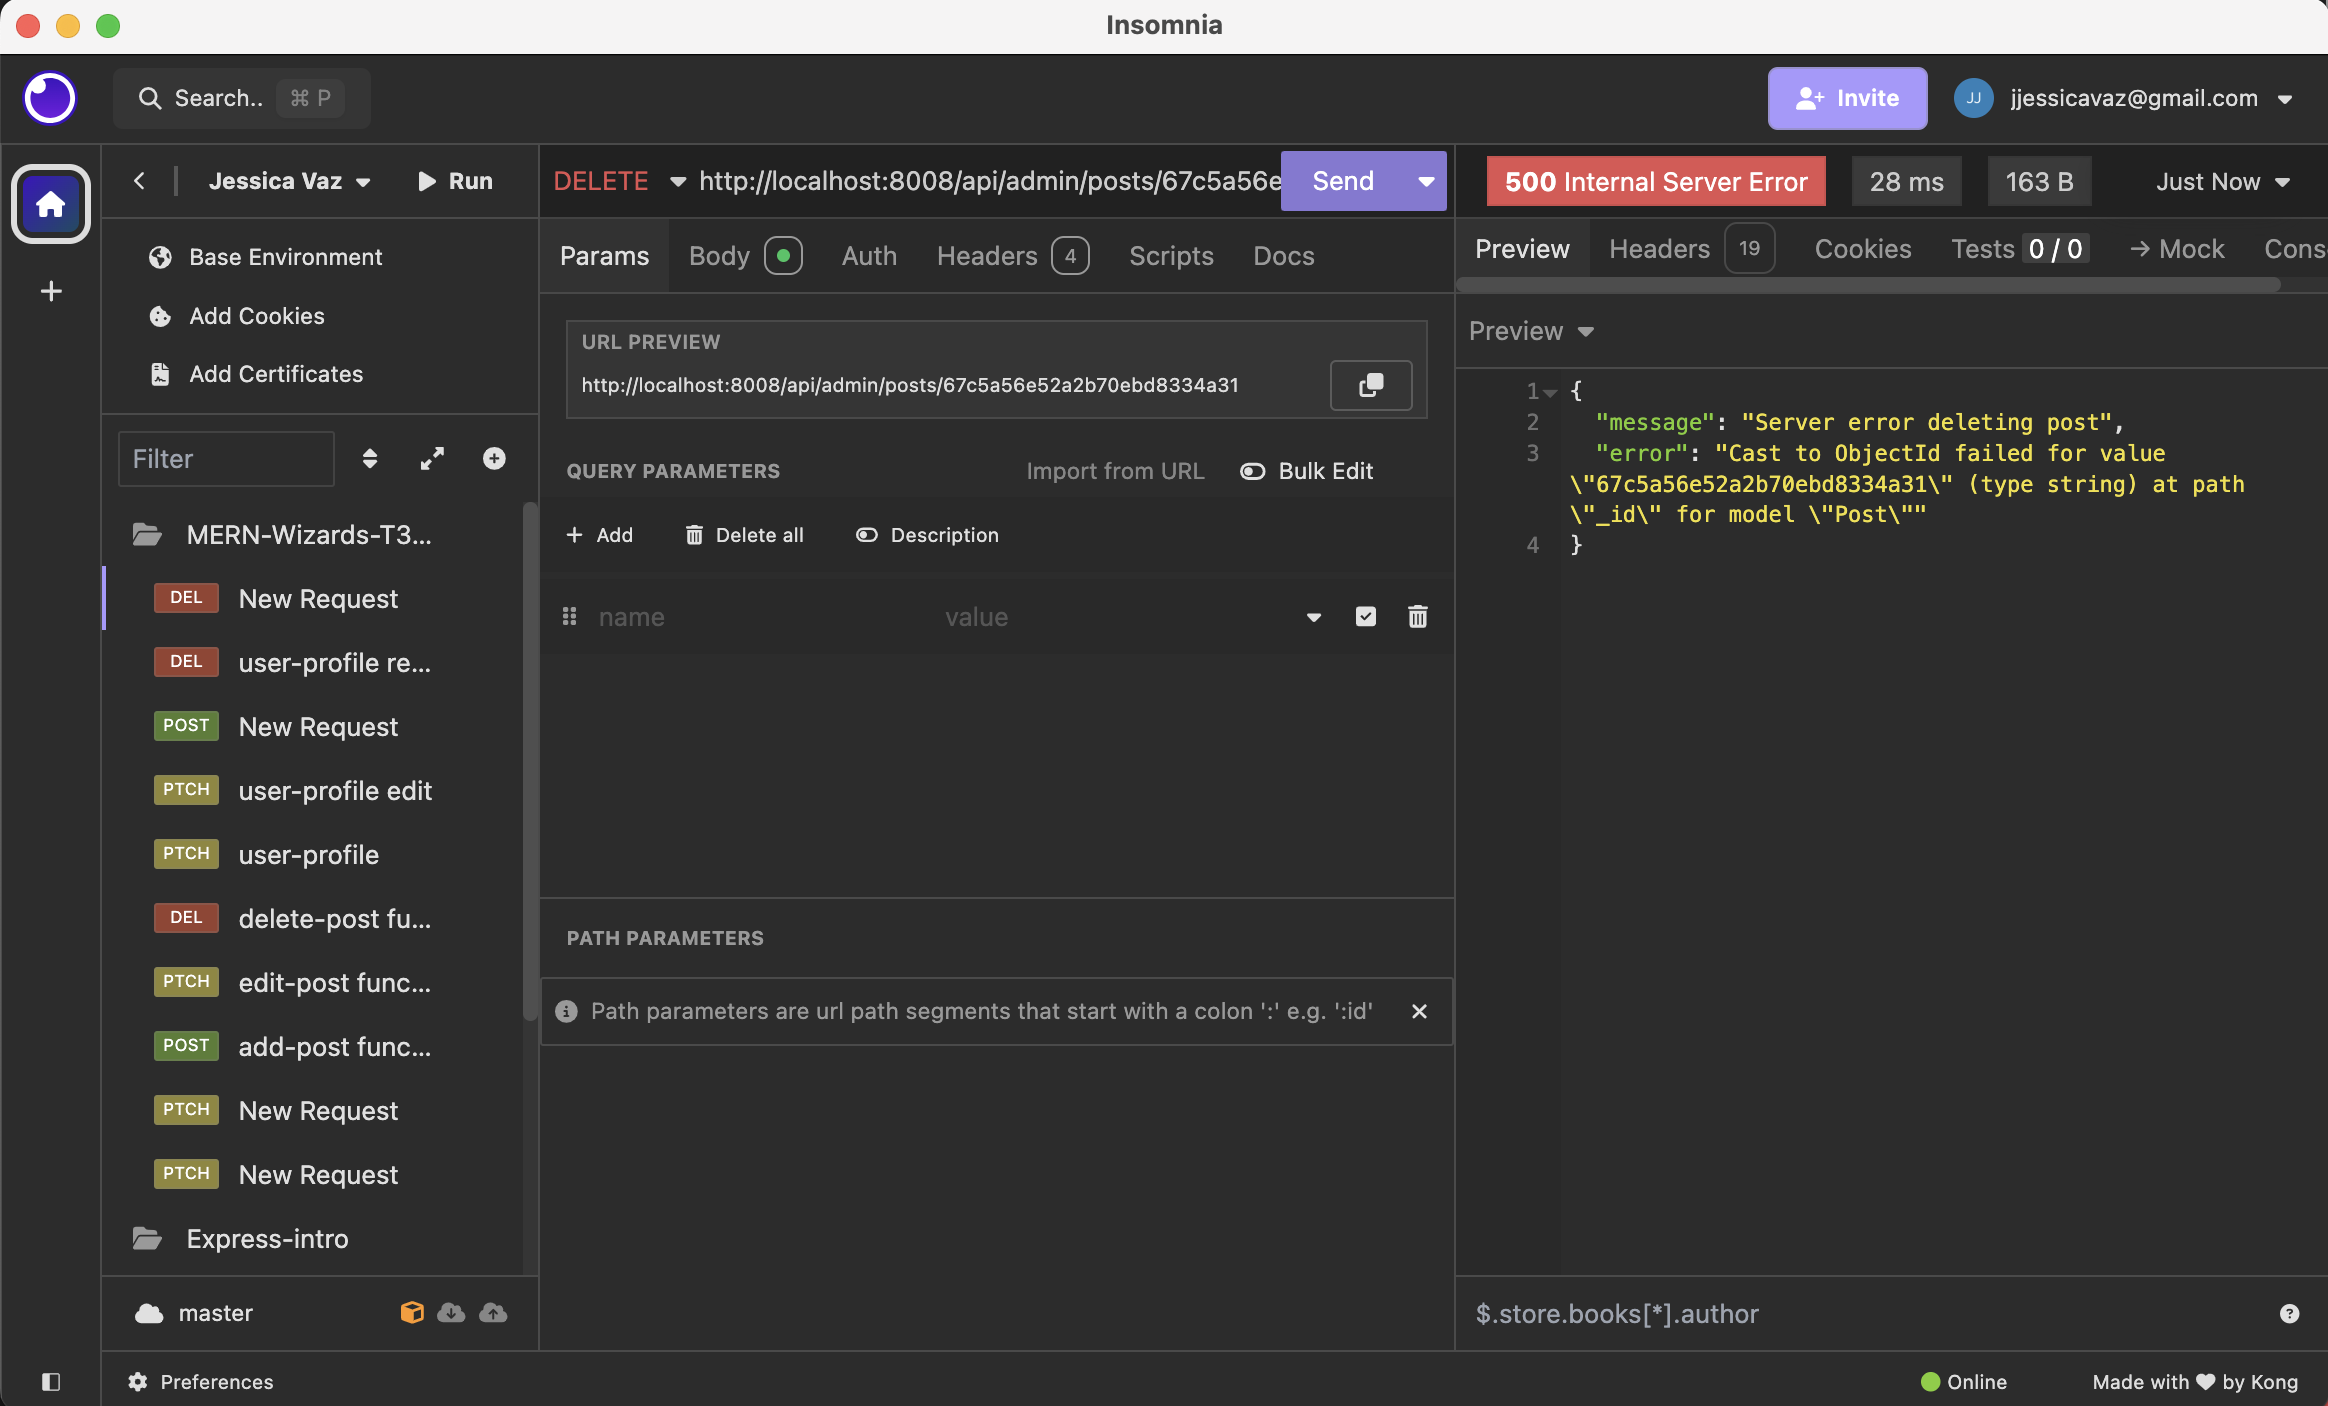 Insomnia
Search.. ⌘ P
Invite
JJ
jjessicavaz@gmail.com
Jessica Vaz
Run
Base Environment
Add Cookies
Add Certificates
Filter
MERN-Wizards-T3...
DEL New Request
DEL user-profile re...
POST New Request
PTCH user-profile edit
PTCH user-profile
DEL delete-post fu...
PTCH edit-post func...
POST add-post func...
PTCH New Request
PTCH New Request
Express-intro
master
Preferences
DELETE http://localhost:8008/api/admin/posts/67c5a56e Send
Params Body Auth Headers 4 Scripts Docs
URL PREVIEW
http://localhost:8008/api/admin/posts/67c5a56e52a2b70ebd8334a31
QUERY PARAMETERS Import from URL Bulk Edit
+ Add Delete all Description
name value
PATH PARAMETERS
Path parameters are url path segments that start with a colon ':' e.g. ':id'
500 Internal Server Error 28 ms 163 B Just Now
Preview Headers 19 Cookies Tests 0 / 0 → Mock Cons
Preview
1 {
2 "message": "Server error deleting post",
3 "error": "Cast to ObjectId failed for value
\"67c5a56e52a2b70ebd8334a31\" (type string) at path
\"_id\" for model \"Post\""
4 }
$.store.books[*].author
Online
Made with ♥ by Kong